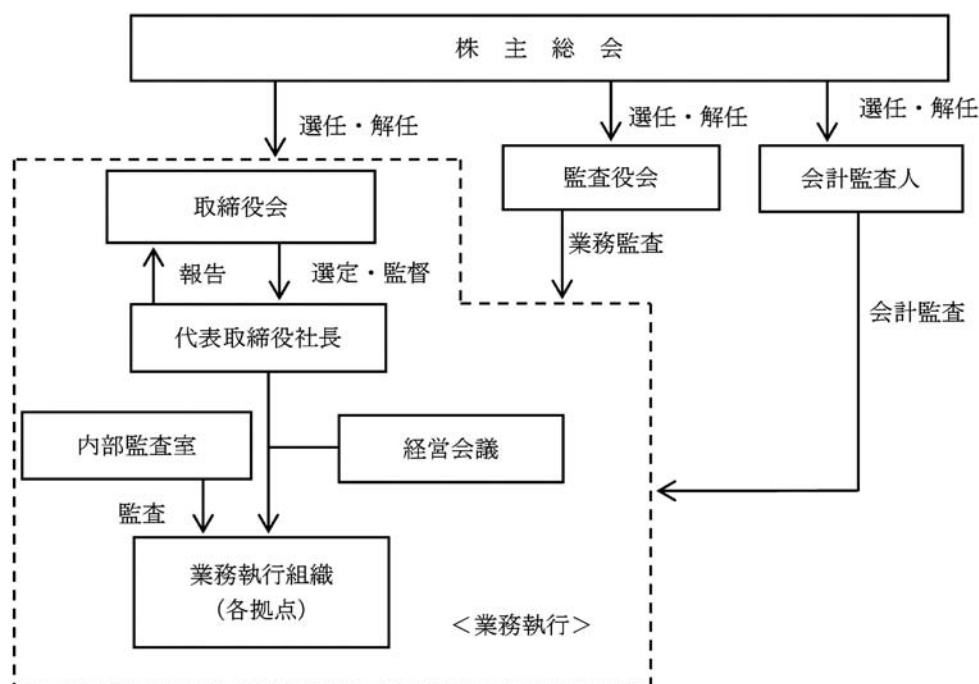 株 主 総 会
選任・解任
選任・解任
選任・解任
取締役会
監査役会
会計監査人
報告
選定・監督
業務監査
代表取締役社長
会計監査
内部監査室
経営会議
監査
業務執行組織
（各拠点）
＜業務執行＞